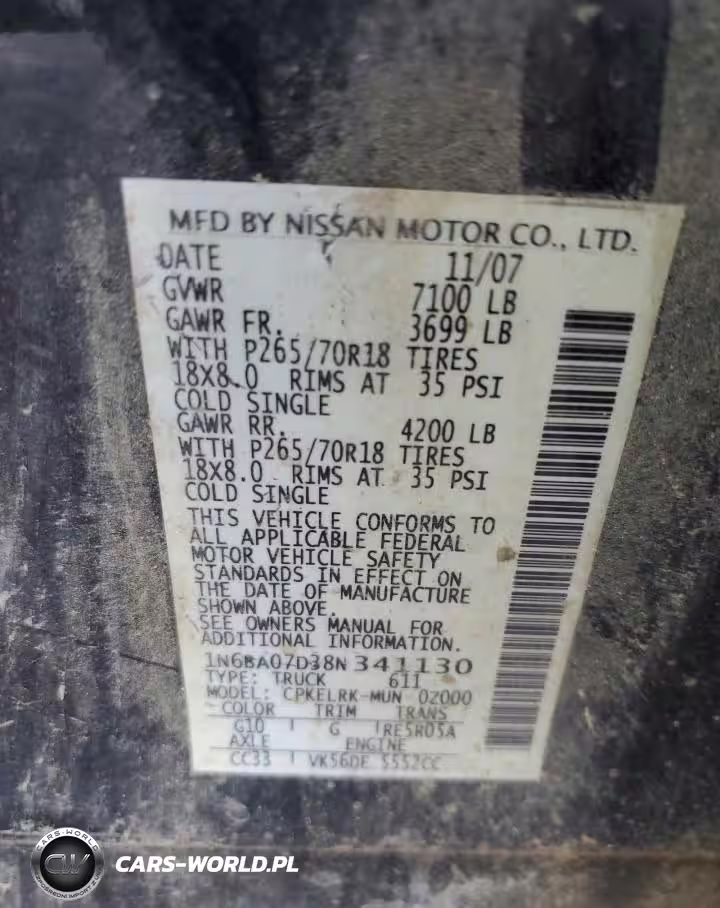 MFD BY NISSAN MOTOR CO., LTD.
DATE 11/07
GVWR 7100 LB
GAWR FR. 3699 LB
WITH P265/70R18 TIRES
18X8.0 RIMS AT 35 PSI
COLD SINGLE
GAWR RR. 4200 LB
WITH P265/70R18 TIRES
18X8.0 RIMS AT 35 PSI
COLD SINGLE
THIS VEHICLE CONFORMS TO
ALL APPLICABLE FEDERAL
MOTOR VEHICLE SAFETY
STANDARDS IN EFFECT ON
THE DATE OF MANUFACTURE
SHOWN ABOVE.
SEE OWNERS MANUAL FOR
ADDITIONAL INFORMATION.
1N6BA07D38N341130
TYPE: TRUCK 611
MODEL: CPKELRK-MUN 0Z000
COLOR TRIM TRANS
G10 G RE5R05A
AXLE ENGINE
CC33 VK56DE 5552CC
CARS-WORLD
CW
CARS-WORLD.PL